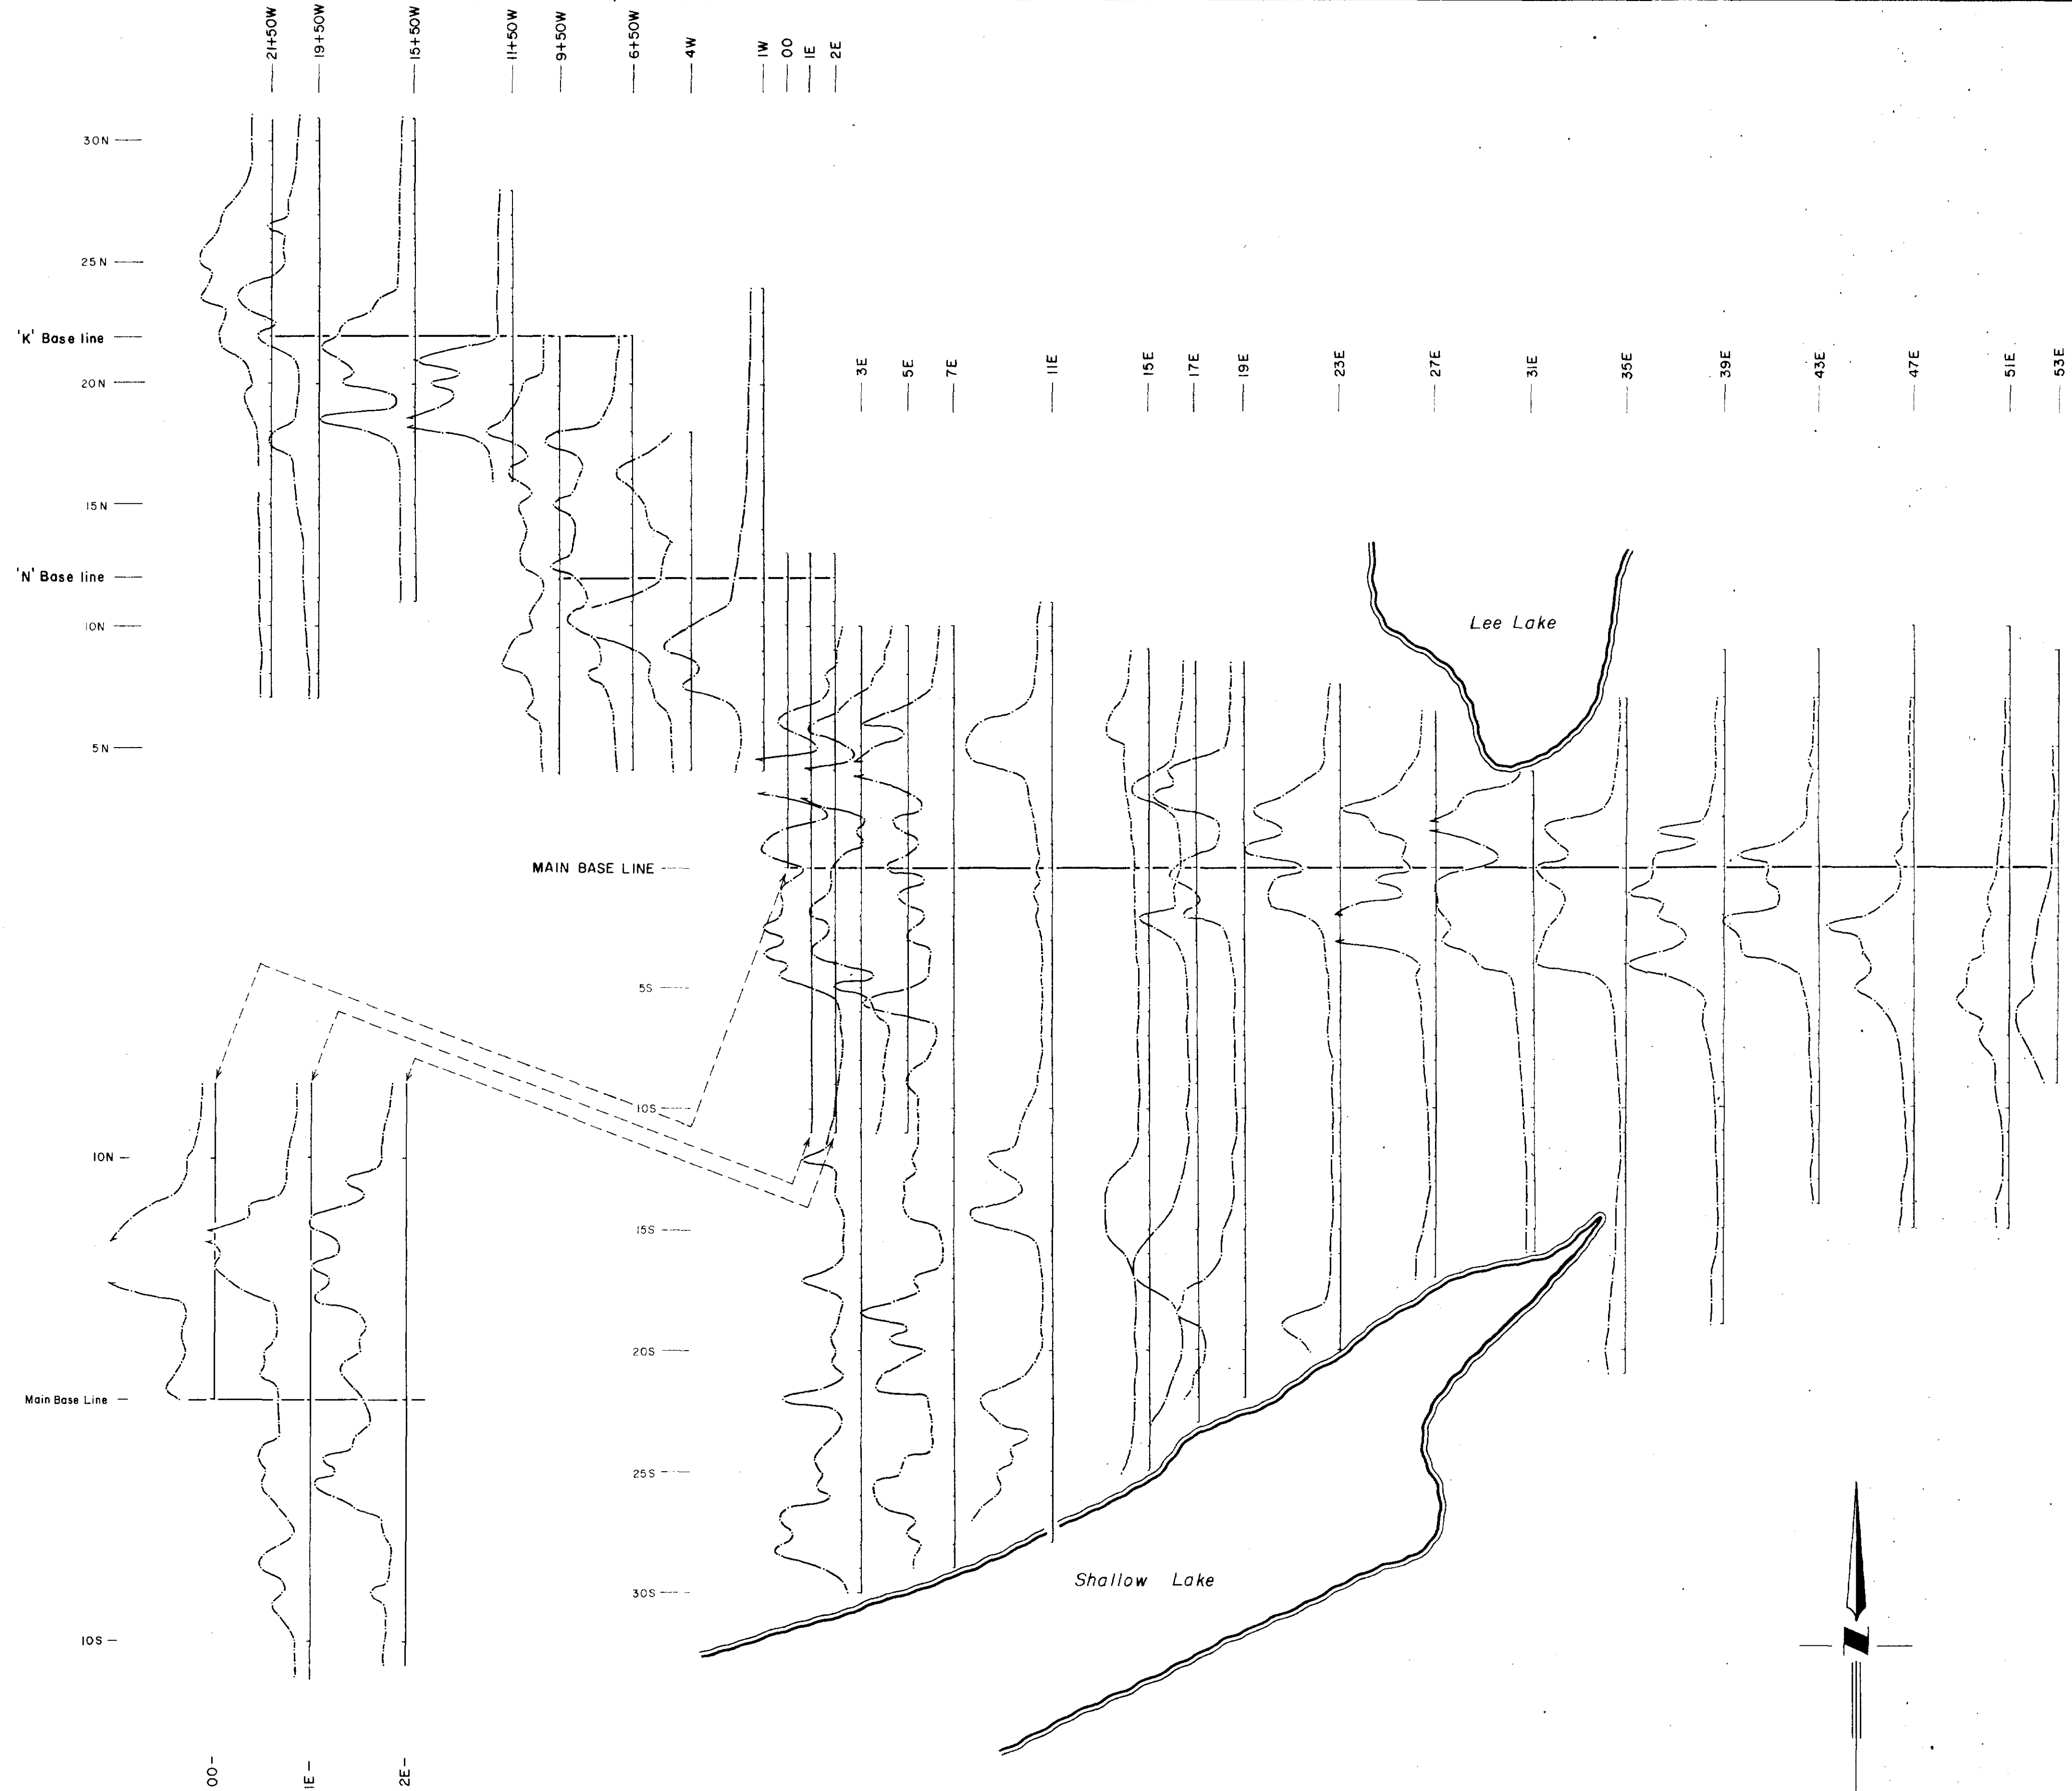 21+50W
19+50W
15+50W
11+50W
9+50W
6+50W
4W
1W
00
1E
2E
30N
25N
'K' Base line
20N
3E
5E
7E
11E
15E
17E
19E
23E
27E
31E
35E
39E
43E
47E
51E
53E
15N
'N' Base line
10N
Lee Lake
5N
MAIN BASE LINE
5S
10S
10N
15S
20S
Main Base Line
25S
Shallow Lake
30S
10S
N
00
1E
2E